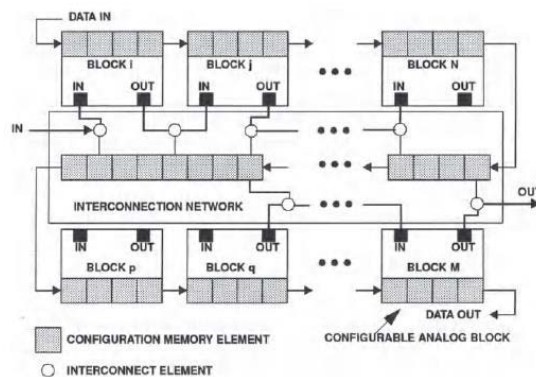 DATA IN
BLOCK i
BLOCK j
BLOCK N
IN OUT IN OUT IN OUT
IN
OUT
INTERCONNECTION NETWORK
IN OUT IN OUT IN OUT
BLOCK p
BLOCK q
BLOCK M
DATA OUT
CONFIGURATION MEMORY ELEMENT
CONFIGURABLE ANALOG BLOCK
INTERCONNECT ELEMENT